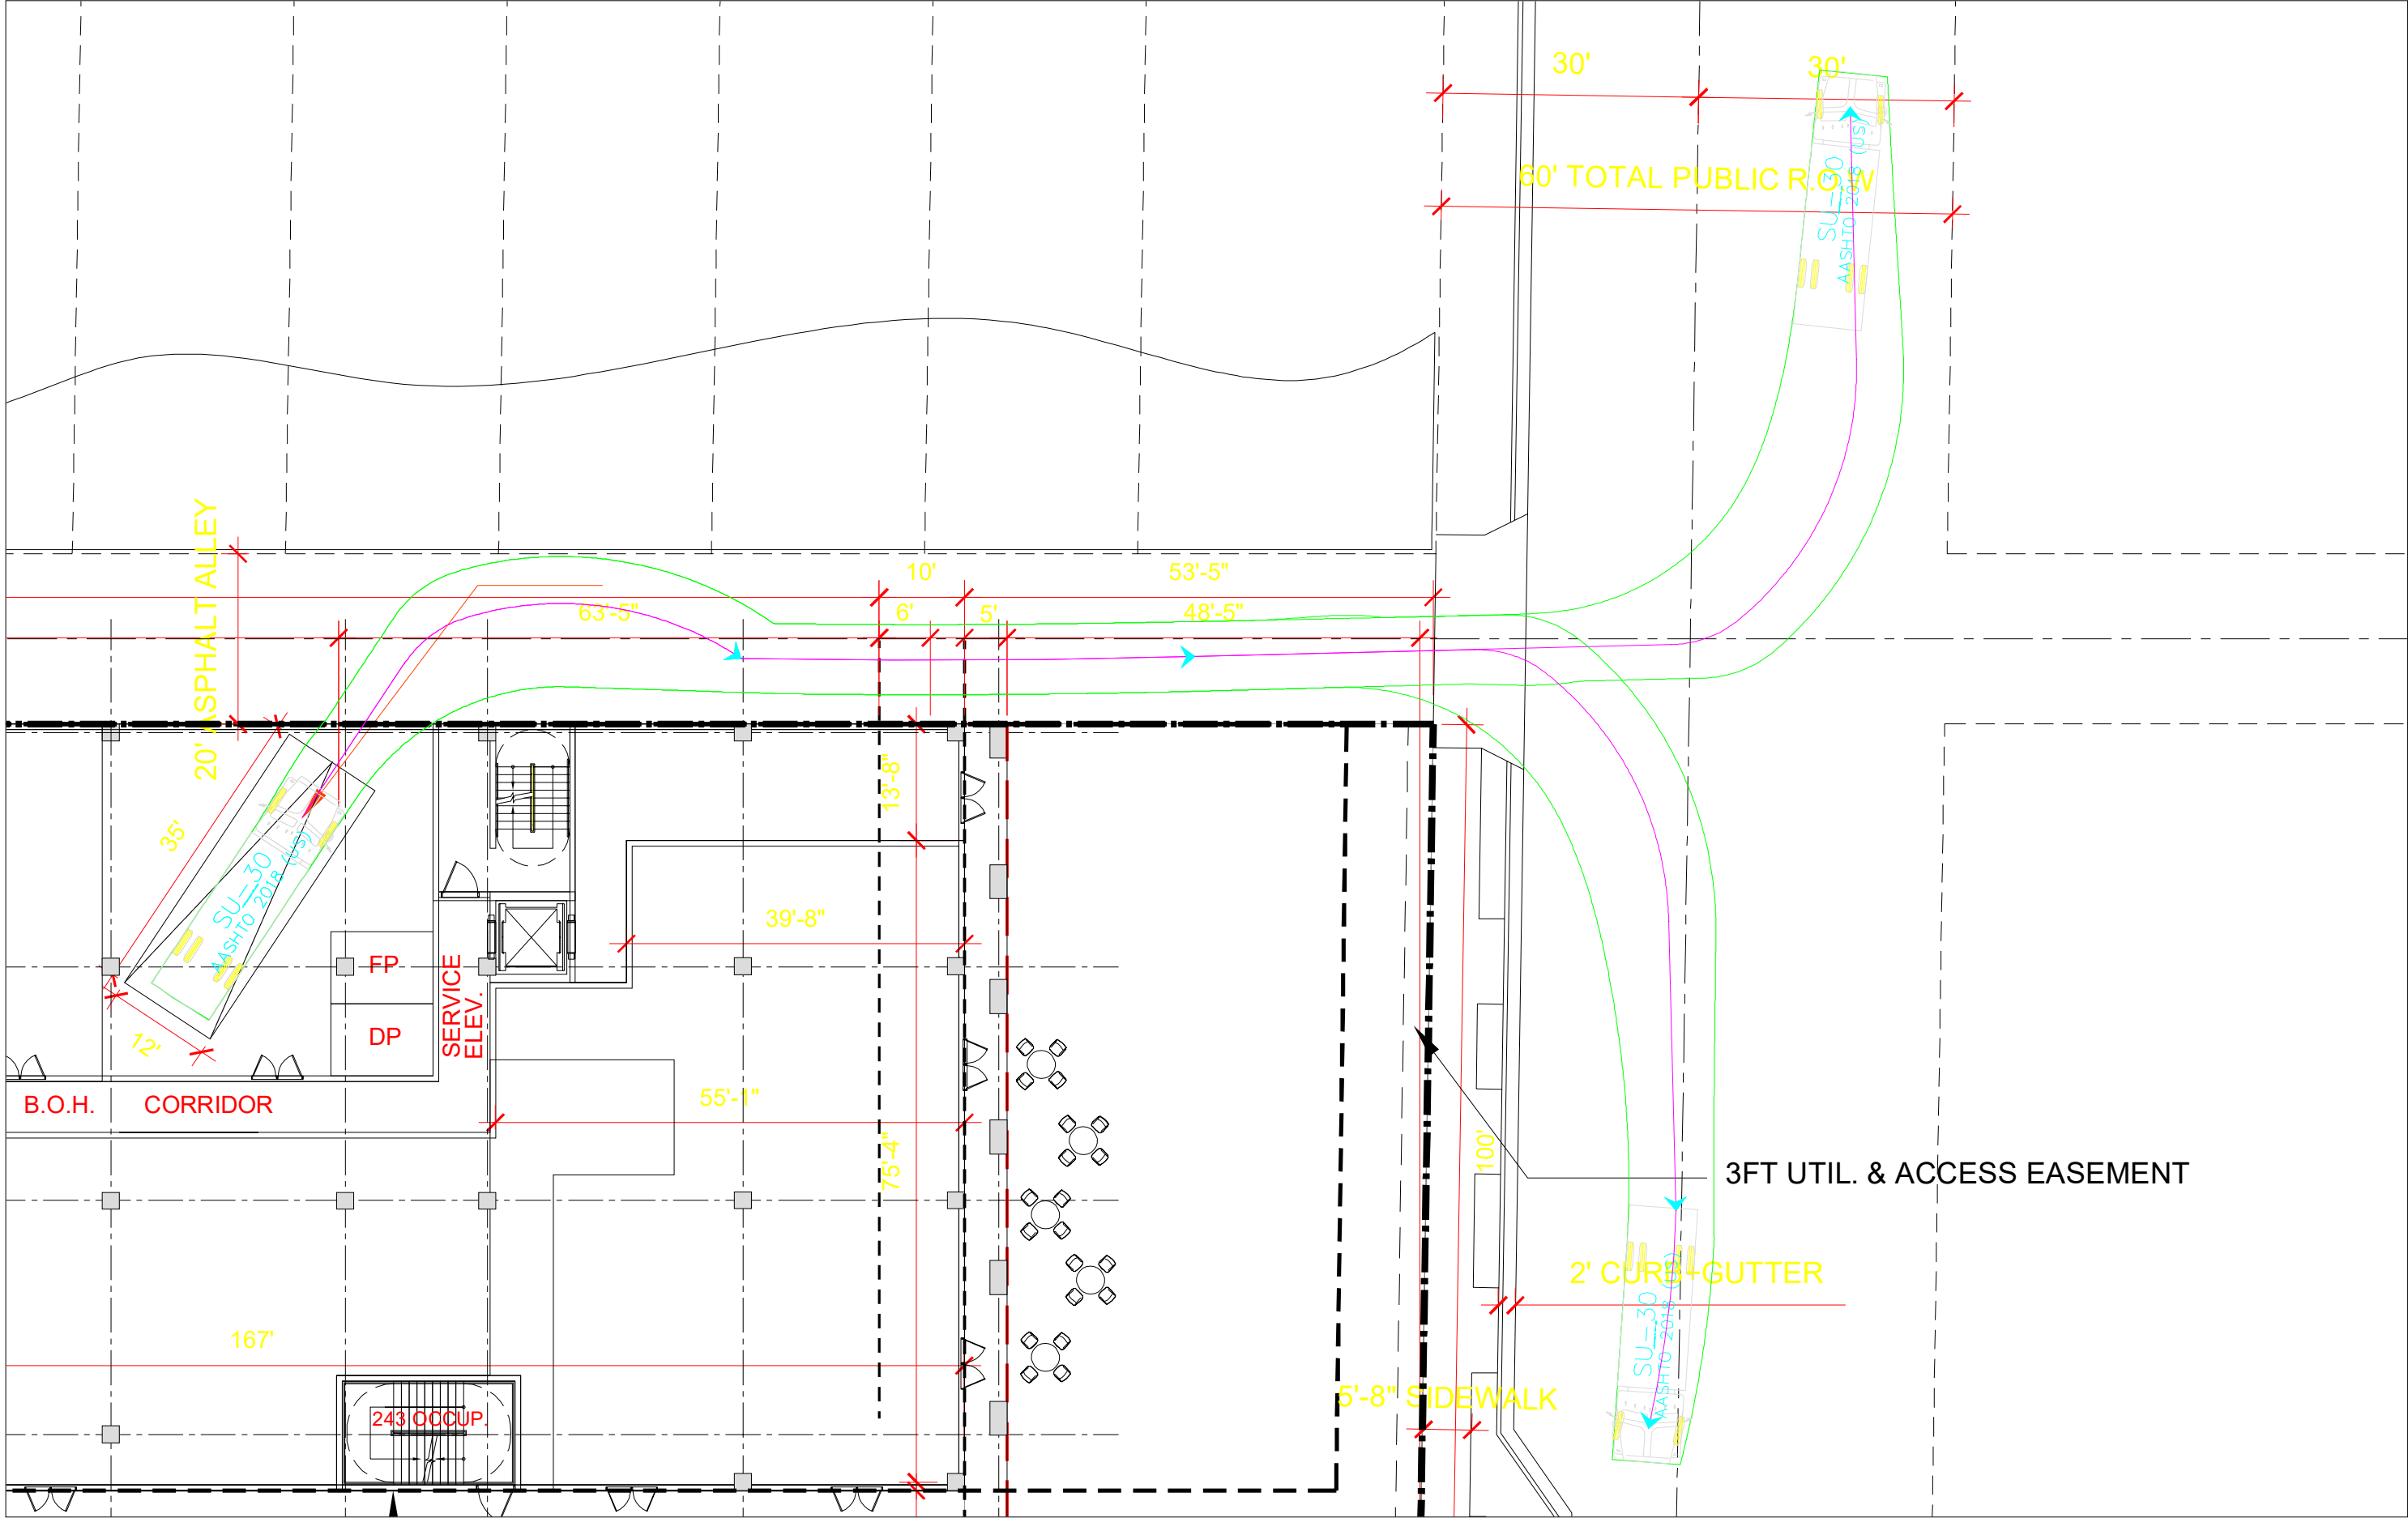 30'
30'
60' TOTAL PUBLIC R.O.W
SU-30
AASHTO 2018 (US)
20' ASPHALT ALLEY
10'
53'-5"
63'-5"
6'
5'
48'-5"
13'-8"
35'
SU-30
AASHTO 2018 (US)
39'-8"
FP
SERVICE
ELEV.
DP
12'
B.O.H.
CORRIDOR
55'-1"
75'-4"
100'
3FT UTIL. & ACCESS EASEMENT
2' CURB+GUTTER
SU-30
AASHTO 2018 (US)
167'
5'-8" SIDEWALK
243 OCCUP.